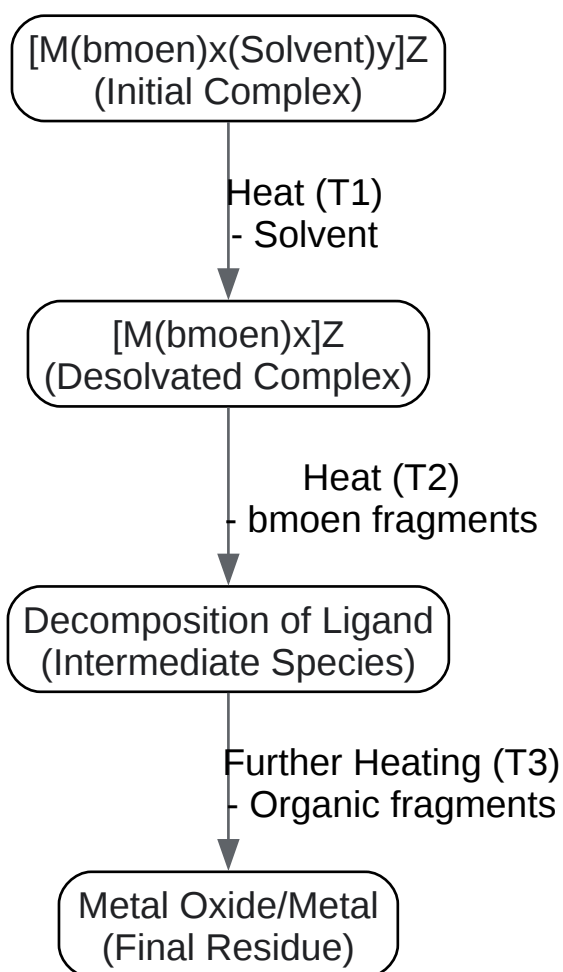 [M(bmoen)x(Solvent)y]Z
(Initial Complex)
Heat (T1)
- Solvent
[M(bmoen)x]Z
(Desolvated Complex)
Heat (T2)
- bmoen fragments
Decomposition of Ligand
(Intermediate Species)
Further Heating (T3)
- Organic fragments
Metal Oxide/Metal
(Final Residue)